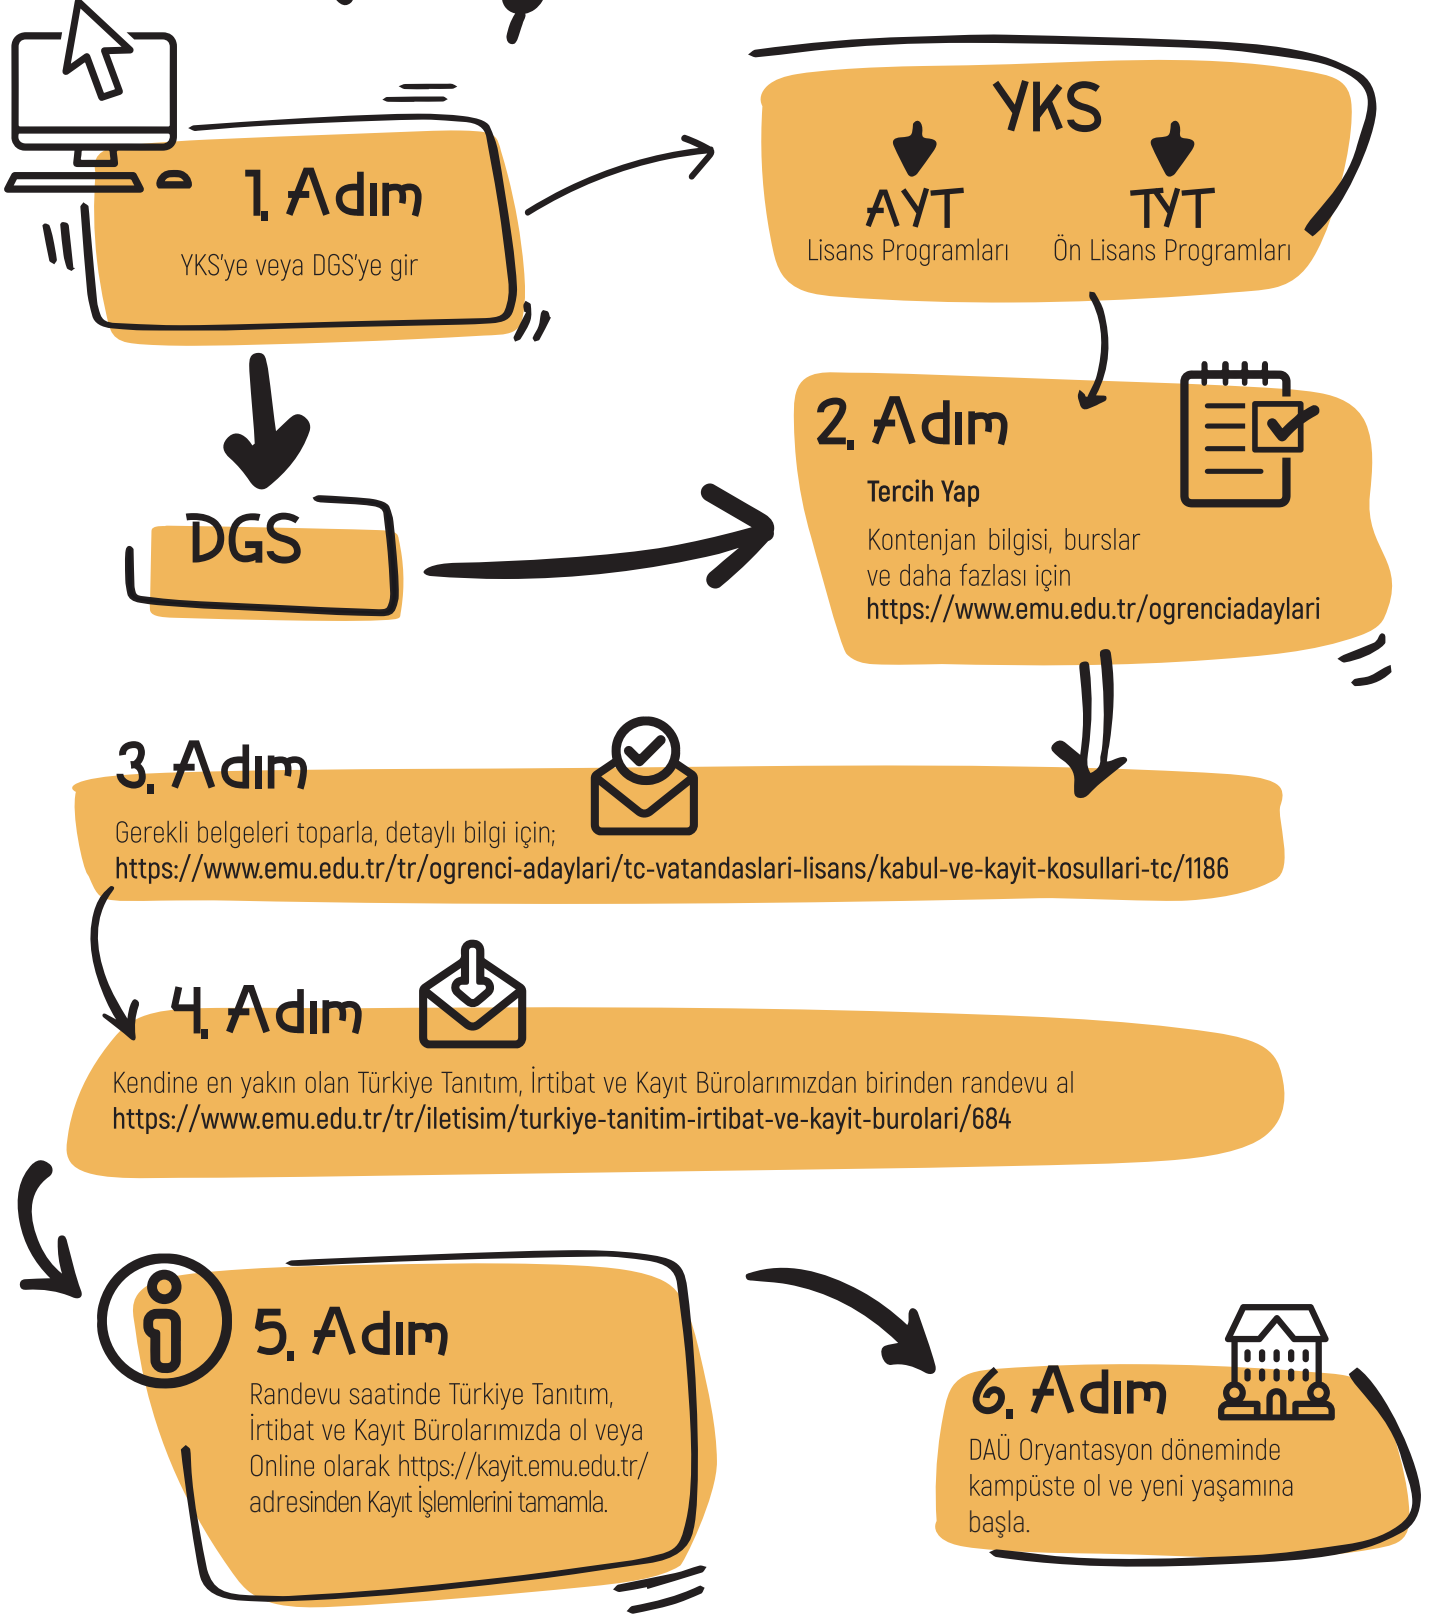 1. Adım
YKS'ye veya DGS'ye gir
YKS
AYT
Lisans Programları
TYT
Ön Lisans Programları
DGS
2. Adım
Tercih Yap
Kontenjan bilgisi, burslar
ve daha fazlası için
https://www.emu.edu.tr/ogrenciadaylari
3. Adım
Gerekli belgeleri toparla, detaylı bilgi için;
https://www.emu.edu.tr/tr/ogrenci-adaylari/tc-vatandaslari-lisans/kabul-ve-kayit-kosullari-tc/1186
4. Adım
Kendine en yakın olan Türkiye Tanıtım, İrtibat ve Kayıt Bürolarımızdan birinden randevu al
https://www.emu.edu.tr/tr/iletisim/turkiye-tanitim-irtibat-ve-kayit-burolari/684
5. Adım
Randevu saatinde Türkiye Tanıtım,
İrtibat ve Kayıt Bürolarımızda ol veya
Online olarak https://kayit.emu.edu.tr/
adresinden Kayıt İşlemlerini tamamla.
6. Adım
DAÜ Oryantasyon döneminde
kampüste ol ve yeni yaşamına
başla.